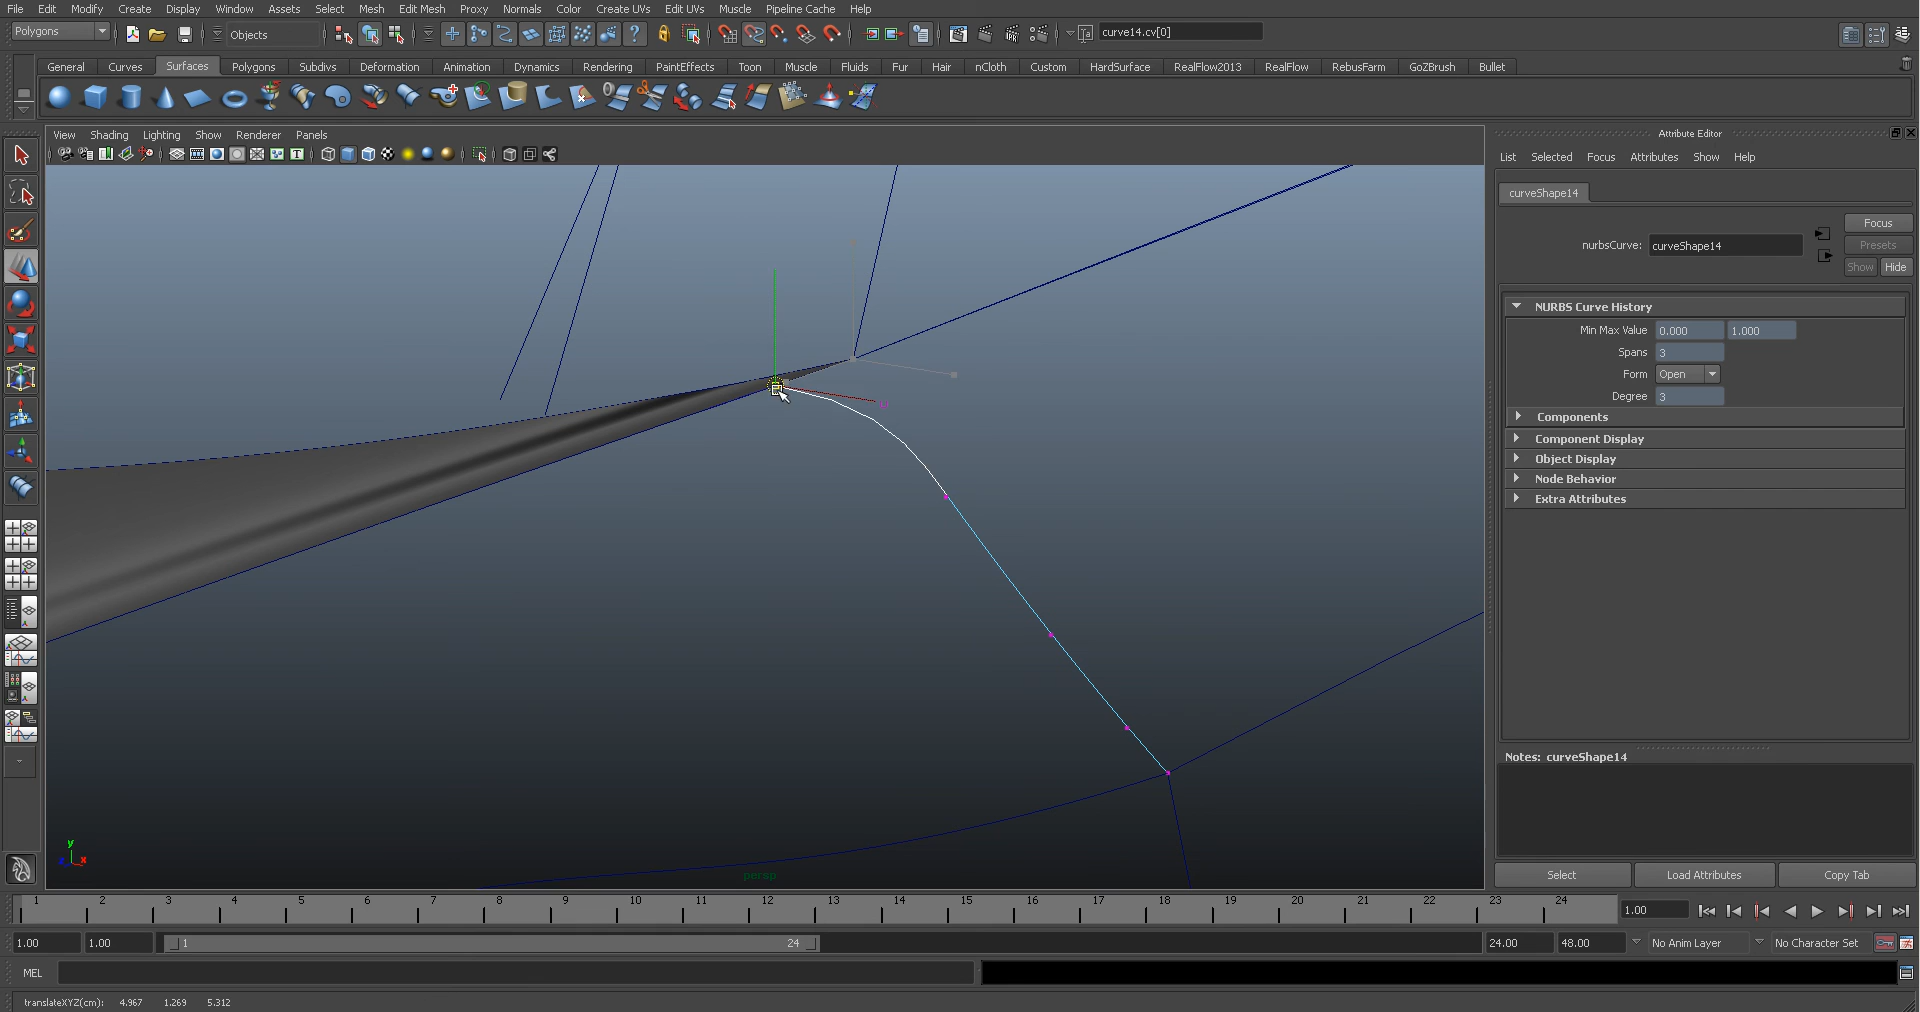 File Edit Modify Create Display Window Assets Select Mesh Edit Mesh Proxy Normals Color Create UVs Edit UVs Muscle Pipeline Cache Help
Polygons Objects curve14.cv[0]
General Curves Surfaces Polygons Subdivs Deformation Animation Dynamics Rendering PaintEffects Toon Muscle Fluids Fur Hair nCloth Custom HardSurface RealFlow2013 RealFlow RebusFarm GoZBrush Bullet
View Shading Lighting Show Renderer Panels
Attribute Editor
List Selected Focus Attributes Show Help
curveShape14
nurbsCurve: curveShape14
Focus
Presets
Show Hide
NURBS Curve History
Min Max Value 0.000 1.000
Spans 3
Form Open
Degree 3
Components
Component Display
Object Display
Node Behavior
Extra Attributes
Notes: curveShape14
Select Load Attributes Copy Tab
y
x
persp
1 2 3 4 5 6 7 8 9 10 11 12 13 14 15 16 17 18 19 20 21 22 23 24 1.00
1.00 1.00 1 24 24.00 48.00 No Anim Layer No Character Set
MEL
translateXYZ(cm): 4.967 1.269 5.312